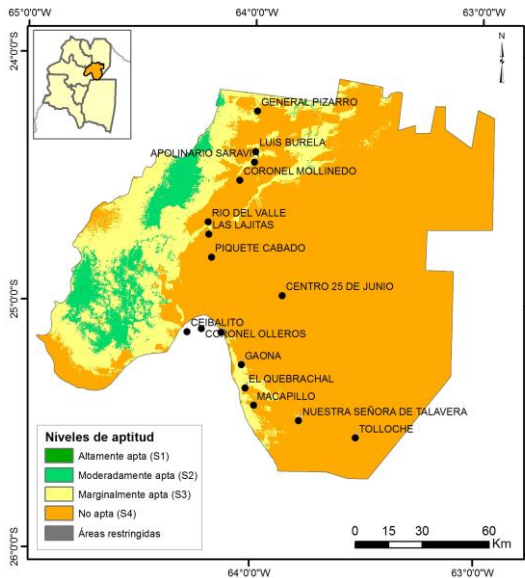 65°0'0"W
64°0'0"W
63°0'0"W
N
24°0'0"S
GENERAL PIZARRO
LUIS BURELA
APOLINARIO SARAVIA
CORONEL MOLLINEDO
RIO DEL VALLE
LAS LAJITAS
PIQUETE CABADO
25°0'0"S
CENTRO 25 DE JUNIO
CEIBALITO
CORONEL OLLEROS
GAONA
EL QUEBRACHAL
MACAPILLO
NUESTRA SEÑORA DE TALAVERA
TOLLOCHE
Niveles de aptitud
Altamente apta (S1)
Moderadamente apta (S2)
Marginalmente apta (S3)
No apta (S4)
Áreas restringidas
0 15 30 60
Km
26°0'0"S
64°0'0"W
63°0'0"W